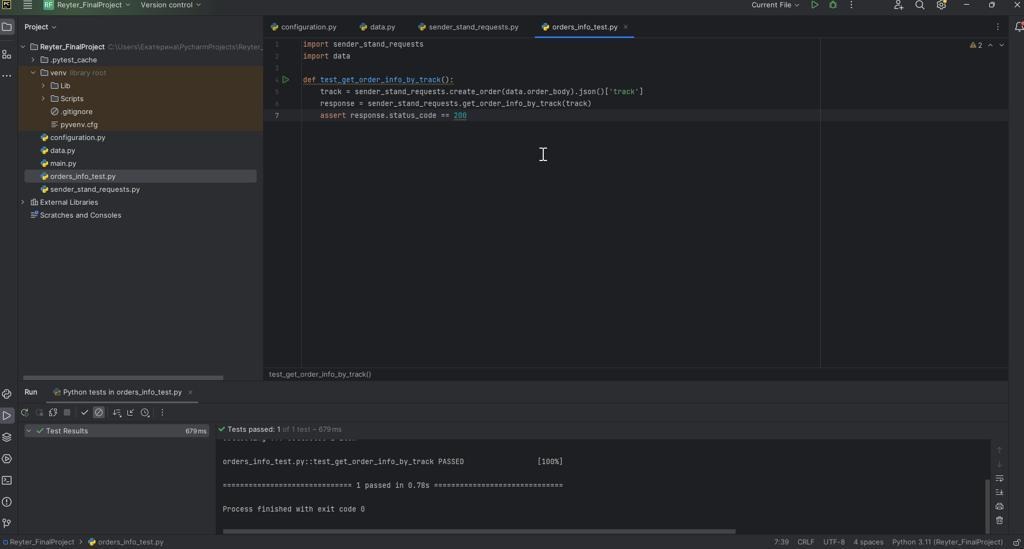 PC RF Reyter_FinalProject Version control Current File
Project configuration.py data.py sender_stand_requests.py orders_info_test.py
Reyter_FinalProject C:\Users\Екатерина\PycharmProjects\Reyter_
.pytest_cache
venv library root
Lib
Scripts
.gitignore
pyvenv.cfg
configuration.py
data.py
main.py
orders_info_test.py
sender_stand_requests.py
External Libraries
Scratches and Consoles
1 import sender_stand_requests
2 import data
3
4 def test_get_order_info_by_track():
5 track = sender_stand_requests.create_order(data.order_body).json()['track']
6 response = sender_stand_requests.get_order_info_by_track(track)
7 assert response.status_code == 200
2
test_get_order_info_by_track()
Run Python tests in orders_info_test.py
Test Results 679 ms
Tests passed: 1 of 1 test – 679 ms
orders_info_test.py::test_get_order_info_by_track PASSED [100%]
============================== 1 passed in 0.78s ==============================
Process finished with exit code 0
Reyter_FinalProject > orders_info_test.py 7:39 CRLF UTF-8 4 spaces Python 3.11 (Reyter_FinalProject)